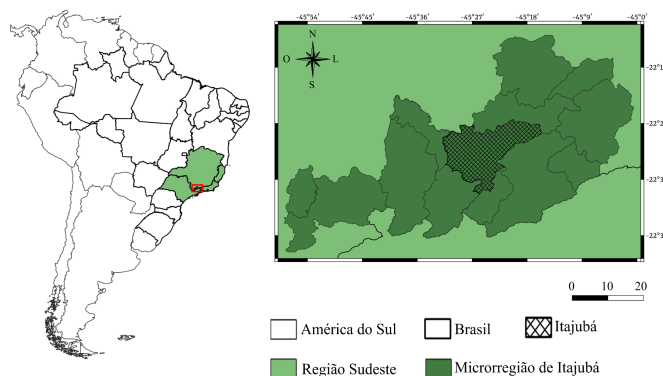 -45°54' -45°45' -45°36' -45°27' -45°18' -45°9' -45°0'
N
O L
S
-22°1
-22°2
-22°3
-22°3
0 10 20
América do Sul Brasil Itajubá
Região Sudeste Microrregião de Itajubá